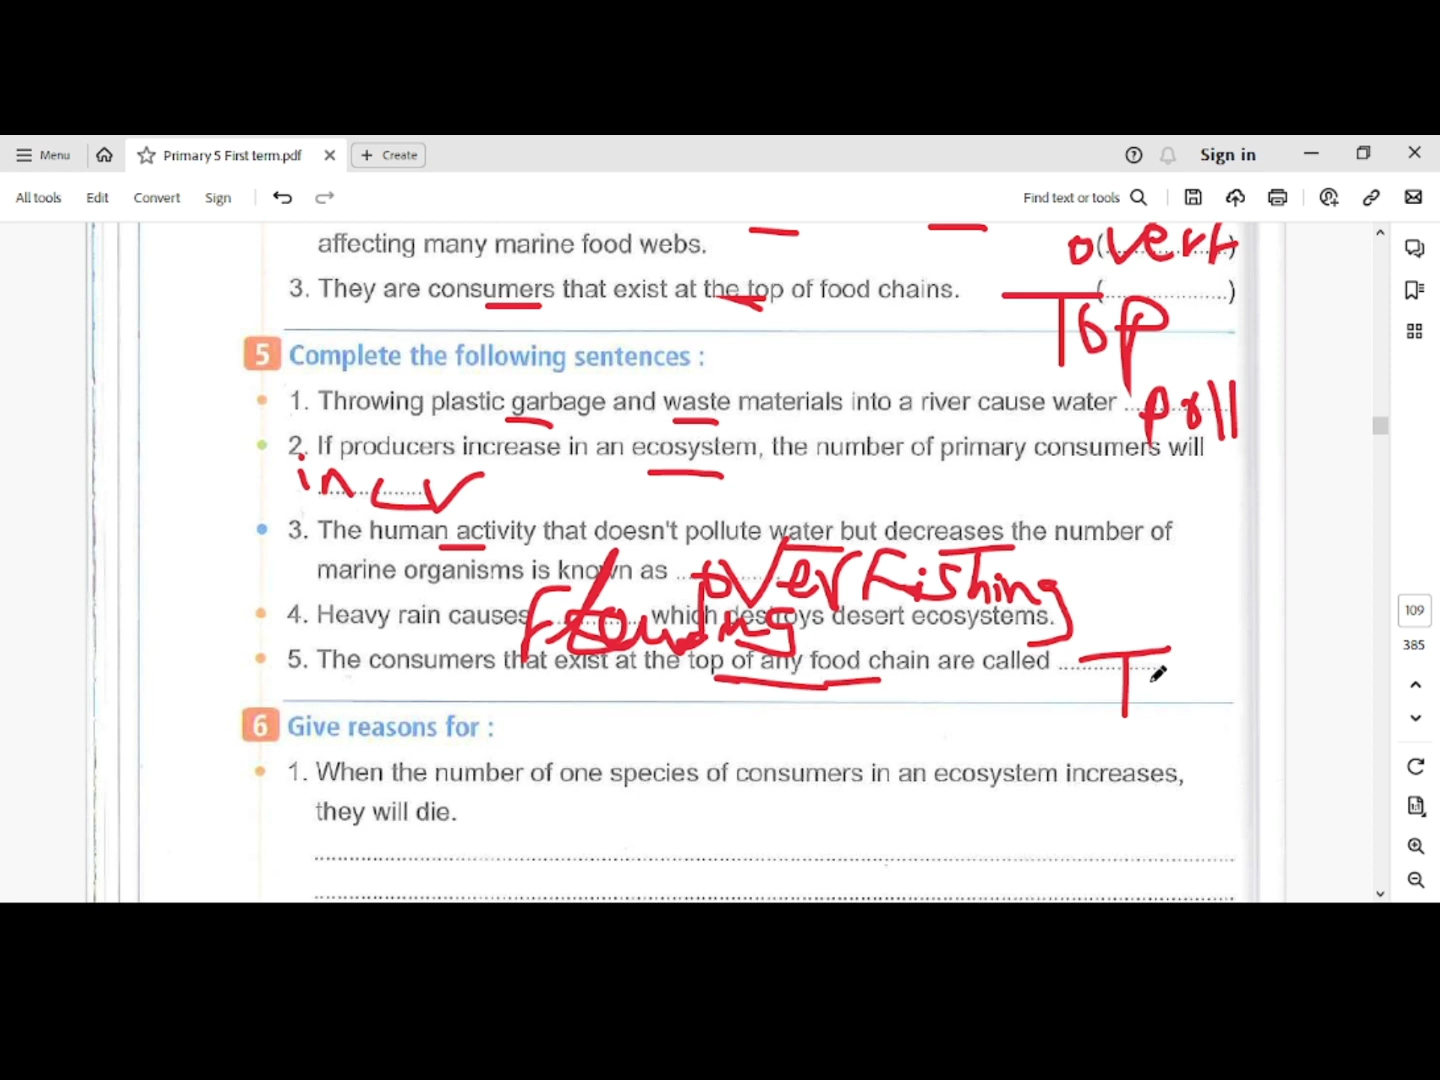 Menu Primary 5 First term.pdf Create Sign in
All tools Edit Convert Sign Find text or tools
affecting many marine food webs. (..................) overf
3. They are consumers that exist at the top of food chains. (..................)
Top
5 Complete the following sentences :
1. Throwing plastic garbage and waste materials into a river cause water .................. poll
2. If producers increase in an ecosystem, the number of primary consumers will
in
3. The human activity that doesn't pollute water but decreases the number of
marine organisms is known as .................. overfishing
4. Heavy rain causes .................. which destroys desert ecosystems.
5. The consumers that exist at the top of any food chain are called .................. T
6 Give reasons for :
1. When the number of one species of consumers in an ecosystem increases,
they will die.
109
385